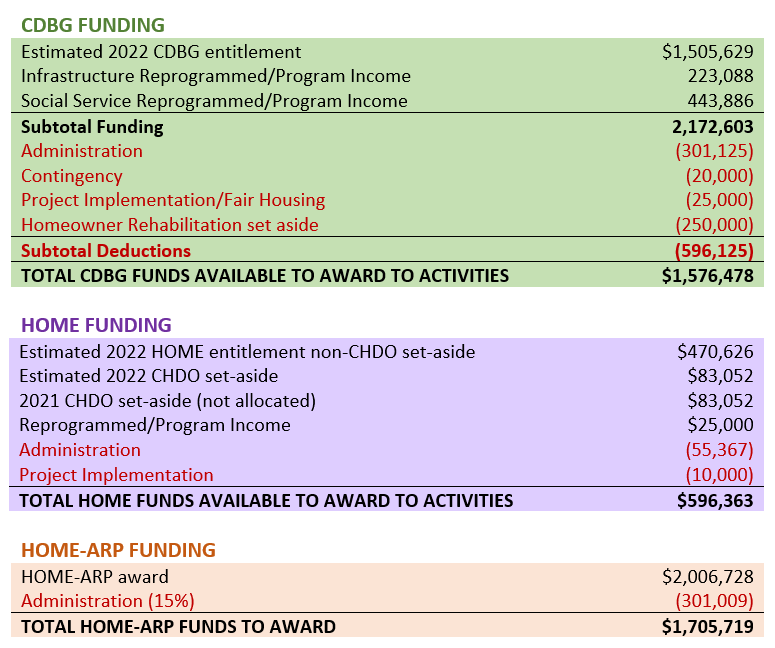 CDBG FUNDING
Estimated 2022 CDBG entitlement $1,505,629
Infrastructure Reprogrammed/Program Income 223,088
Social Service Reprogrammed/Program Income 443,886
Subtotal Funding 2,172,603
Administration (301,125)
Contingency (20,000)
Project Implementation/Fair Housing (25,000)
Homeowner Rehabilitation set aside (250,000)
Subtotal Deductions (596,125)
TOTAL CDBG FUNDS AVAILABLE TO AWARD TO ACTIVITIES $1,576,478
HOME FUNDING
Estimated 2022 HOME entitlement non-CHDO set-aside $470,626
Estimated 2022 CHDO set-aside $83,052
2021 CHDO set-aside (not allocated) $83,052
Reprogrammed/Program Income $25,000
Administration (55,367)
Project Implementation (10,000)
TOTAL HOME FUNDS AVAILABLE TO AWARD TO ACTIVITIES $596,363
HOME-ARP FUNDING
HOME-ARP award $2,006,728
Administration (15%) (301,009)
TOTAL HOME-ARP FUNDS TO AWARD $1,705,719